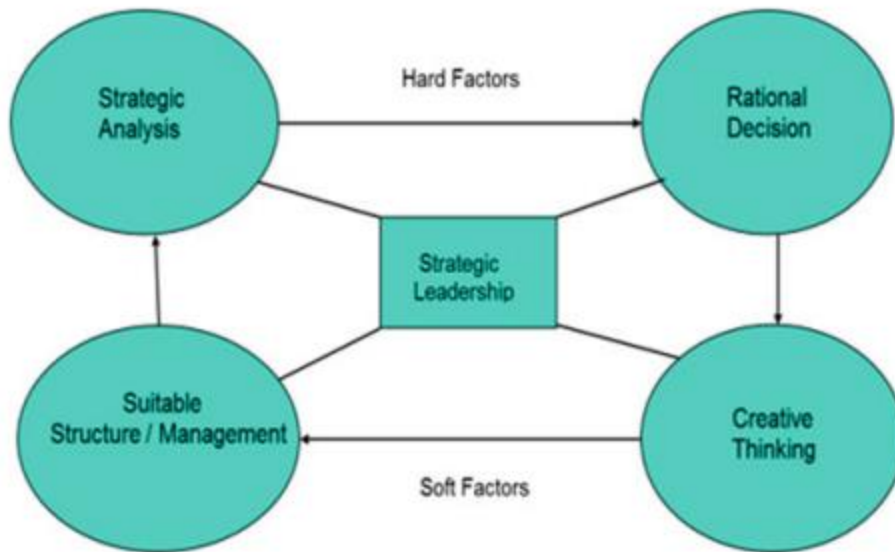 Strategic
Analysis
Hard Factors
Rational
Decision
Strategic
Leadership
Suitable
Structure / Management
Creative
Thinking
Soft Factors